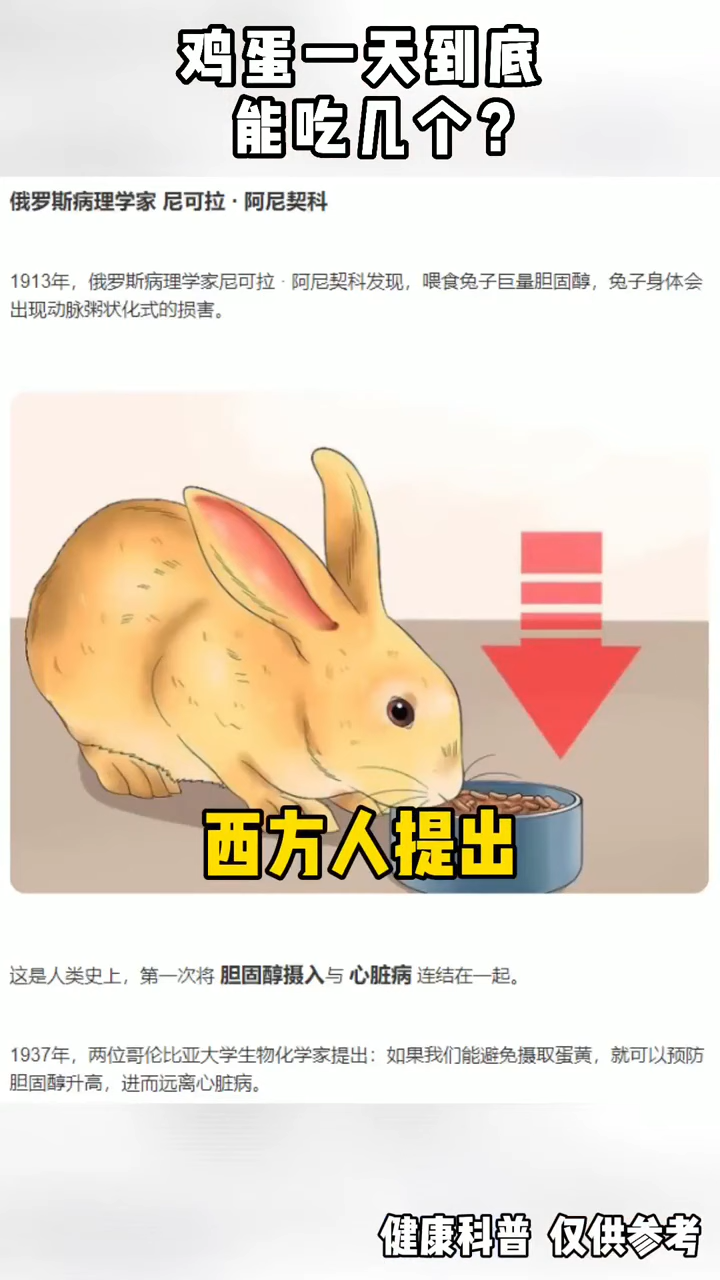 鸡蛋一天到底
能吃几个？
俄罗斯病理学家 尼可拉 · 阿尼契科
1913年，俄罗斯病理学家尼可拉 · 阿尼契科发现，喂食兔子巨量胆固醇，兔子身体会
出现动脉粥状化式的损害。
西方人提出
这是人类史上，第一次将 胆固醇摄入与 心脏病 连结在一起。
1937年，两位哥伦比亚大学生物化学家提出：如果我们能避免摄取蛋黄，就可以预防
胆固醇升高，进而远离心脏病。
健康科普 仅供参考